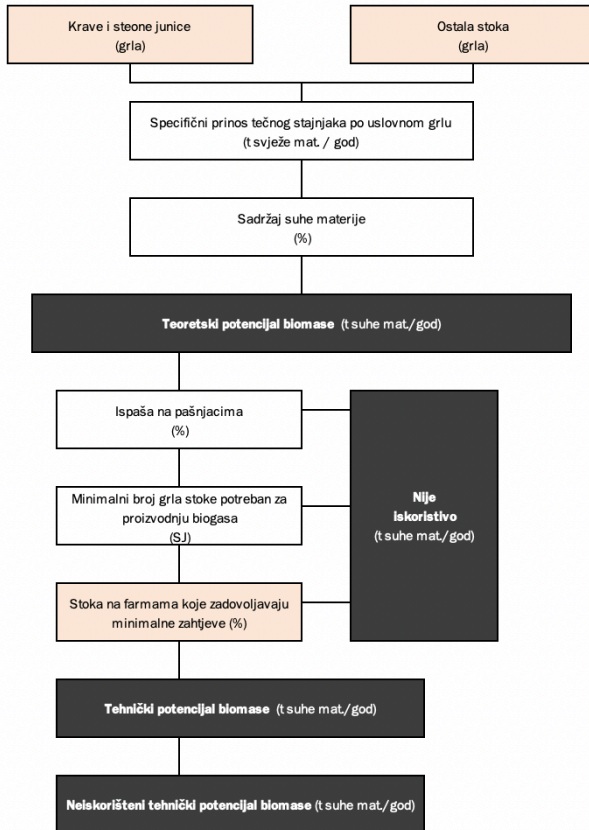 Krave i steone junice
(grla)
Ostala stoka
(grla)
Specifični prinos tečnog stajnjaka po uslovnom grlu
(t svježe mat. / god)
Sadržaj suhe materije
(%)
Teoretski potencijal biomase (t suhe mat./god)
Ispaša na pašnjacima
(%)
Minimalni broj grla stoke potreban za
proizvodnju biogasa
(SJ)
Nije
iskoristivo
(t suhe mat./god)
Stoka na farmama koje zadovoljavaju
minimalne zahtjeve (%)
Tehnički potencijal biomase (t suhe mat./god)
Neiskorišteni tehnički potencijal biomase (t suhe mat./god)